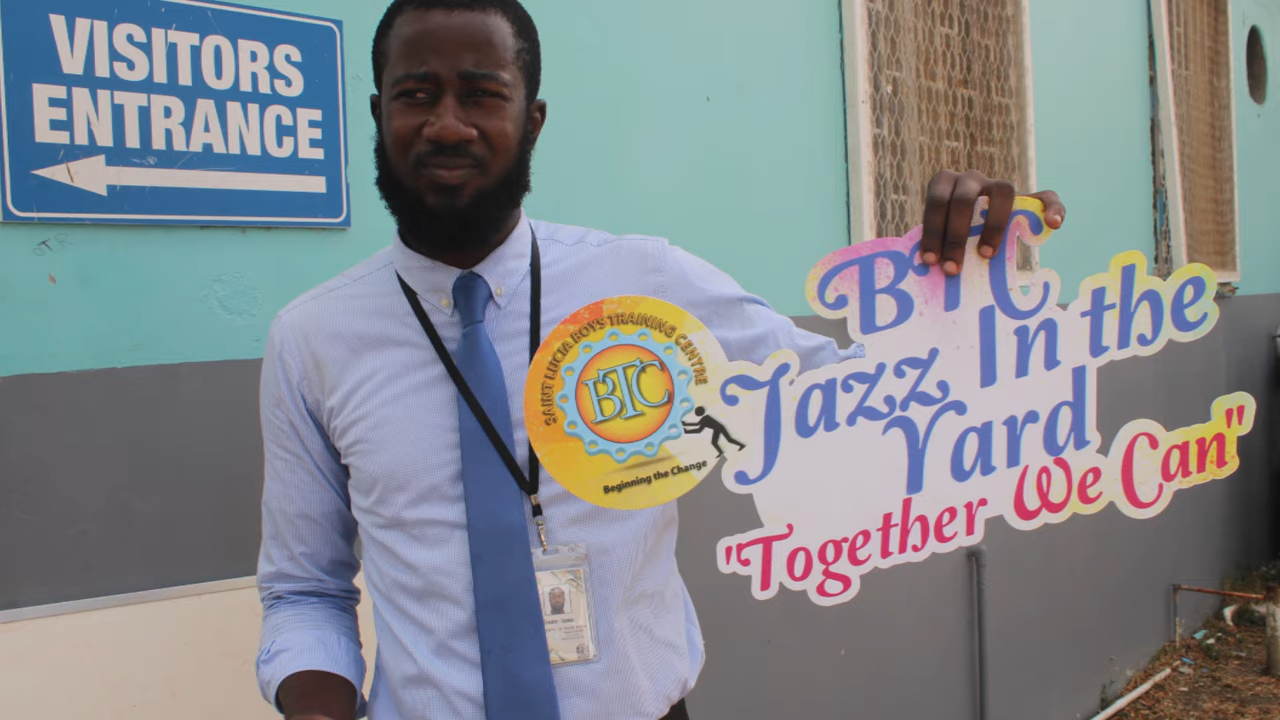 VISITORS
ENTRANCE
SAINT LUCIA BOYS TRAINING CENTRE
BTC
Beginning the Change
BTC
Jazz In the
Yard
"Together We Can"